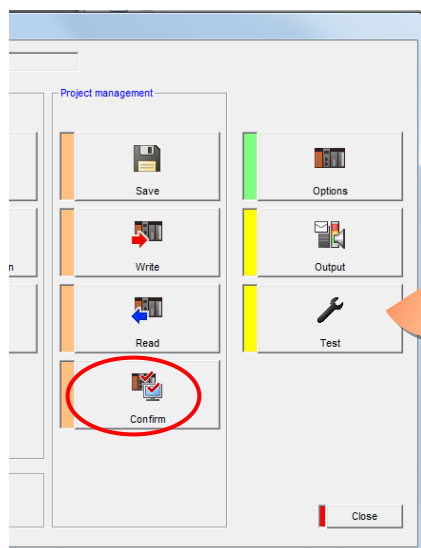 Project management
Save
Options
Write
Output
n
Read
Test
Confirm
Close